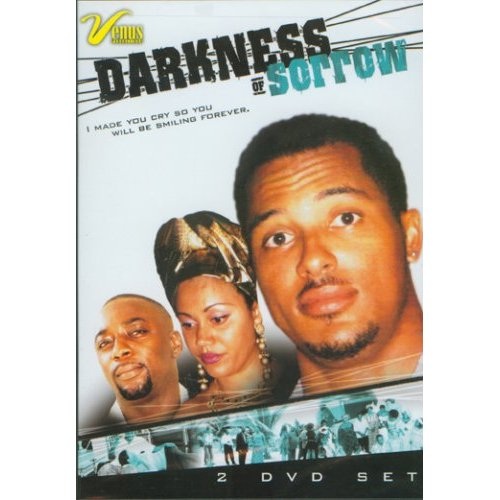 Venus
DARKNESS
OF
SORROW
I MADE YOU CRY SO YOU
WILL BE SMILING FOREVER.
2 DVD SET